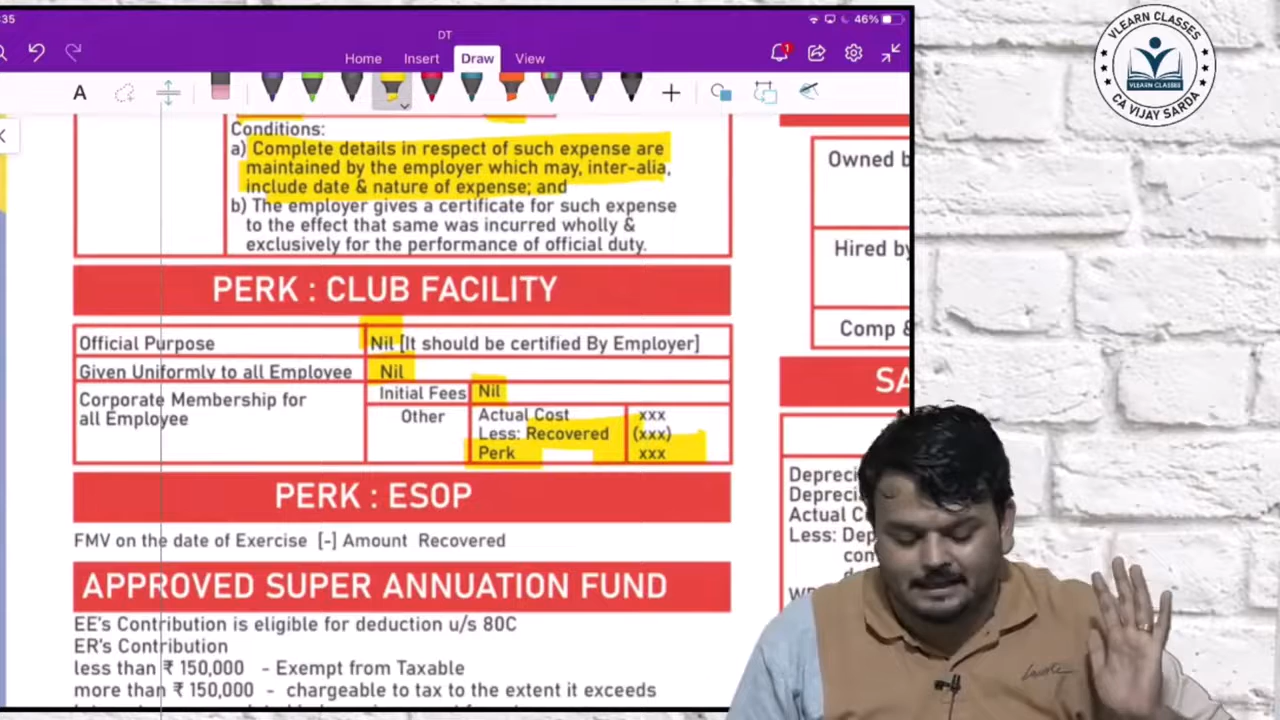 :35
46%
DT
Home Insert Draw View
1
A
Conditions:
a) Complete details in respect of such expense are
maintained by the employer which may, inter-alia,
include date & nature of expense; and
b) The employer gives a certificate for such expense
to the effect that same was incurred wholly &
exclusively for the performance of official duty.
PERK : CLUB FACILITY
Official Purpose Nil [It should be certified By Employer]
Given Uniformly to all Employee Nil
Corporate Membership for
all Employee
Initial Fees Nil
Other
Actual Cost xxx
Less: Recovered (xxx)
Perk xxx
PERK : ESOP
FMV on the date of Exercise [-] Amount Recovered
APPROVED SUPER ANNUATION FUND
EE's Contribution is eligible for deduction u/s 80C
ER's Contribution
less than ₹ 150,000 - Exempt from Taxable
more than ₹ 150,000 - chargeable to tax to the extent it exceeds
Owned b
Hired by
Comp &
SA
Depreci
Depreci
Actual C
Less: Dep
con
VLEARN CLASSES
VLEARN CLASSES
CA VIJAY SARDA